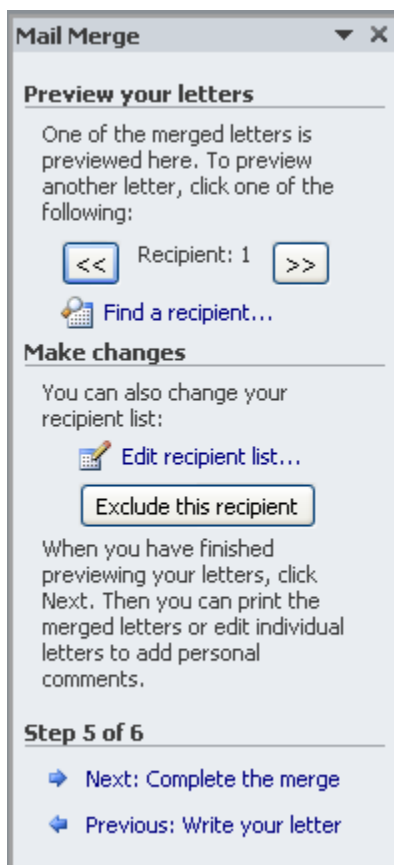 Mail Merge
Preview your letters
One of the merged letters is
previewed here. To preview
another letter, click one of the
following:
<< Recipient: 1 >>
Find a recipient...
Make changes
You can also change your
recipient list:
Edit recipient list...
Exclude this recipient
When you have finished
previewing your letters, click
Next. Then you can print the
merged letters or edit individual
letters to add personal
comments.
Step 5 of 6
Next: Complete the merge
Previous: Write your letter